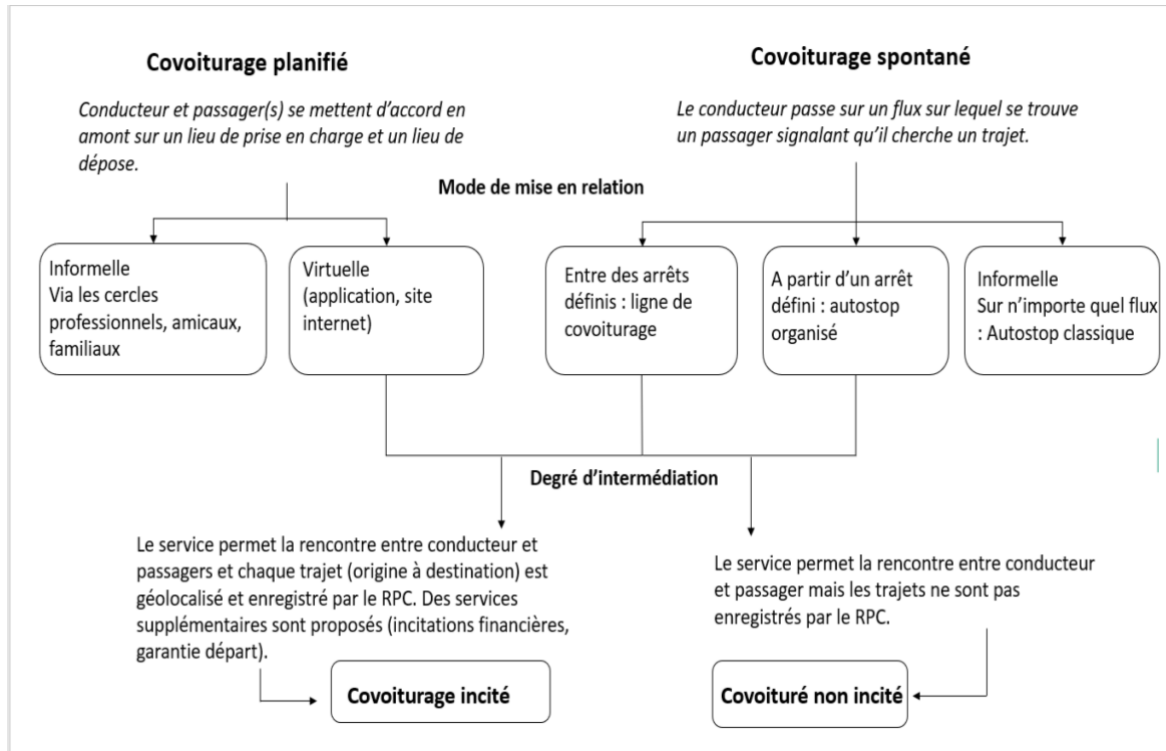 Covoiturage planifié
Conducteur et passager(s) se mettent d’accord en
amont sur un lieu de prise en charge et un lieu de
dépose.
Covoiturage spontané
Le conducteur passe sur un flux sur lequel se trouve
un passager signalant qu’il cherche un trajet.
Mode de mise en relation
Informelle
Via les cercles
professionnels, amicaux,
familiaux
Virtuelle
(application, site
internet)
Entre des arrêts
définis : ligne de
covoiturage
A partir d’un arrêt
défini : autostop
organisé
Informelle
Sur n’importe quel flux
: Autostop classique
Degré d’intermédiation
Le service permet la rencontre entre conducteur et
passagers et chaque trajet (origine à destination) est
géolocalisé et enregistré par le RPC. Des services
supplémentaires sont proposés (incitations financières,
garantie départ).
Le service permet la rencontre entre conducteur
et passager mais les trajets ne sont pas
enregistrés par le RPC.
Covoiturage incité
Covoituré non incité